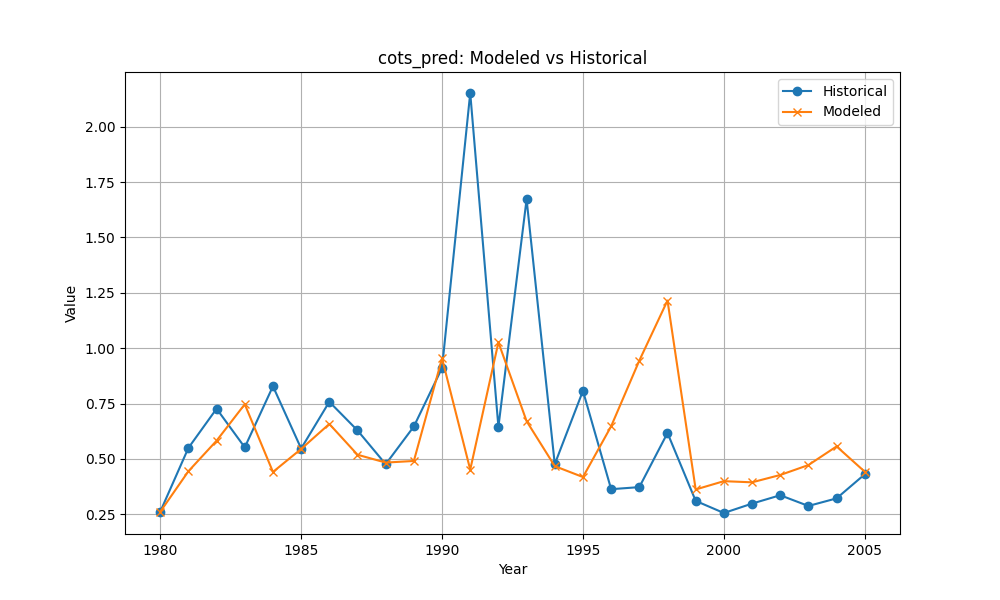 cots_pred: Modeled vs Historical
Historical
Modeled
Value
2.00
1.75
1.50
1.25
1.00
0.75
0.50
0.25
1980 1985 1990 1995 2000 2005
Year